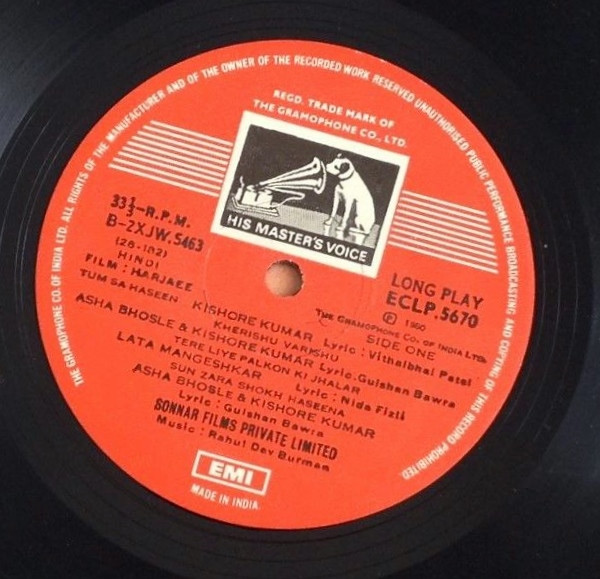 THE GRAMOPHONE CO. OF INDIA LTD. ALL RIGHTS OF THE MANUFACTURER AND OF THE OWNER OF THE RECORDED WORK RESERVED UNAUTHORISED PUBLIC PERFORMANCE BROADCASTING AND COPYING OF THIS RECORD PROHIBITED
REGD. TRADE MARK OF
THE GRAMOPHONE CO., LTD.
HIS MASTER'S VOICE
33⅓-R.P.M.
B-2XJW.5463
(26-182)
HINDI
LONG PLAY
ECLP.5670
℗ 1980
THE GRAMOPHONE CO. OF INDIA LTD.
SIDE ONE
FILM : HARJAEE
TUM SA HASEEN
KISHORE KUMAR Lyric: Vithalbhai Patel
KHERISHU VARISHU
ASHA BHOSLE & KISHORE KUMAR Lyric: Gulshan Bawra
TERE LIYE PALKON KI JHALAR
LATA MANGESHKAR Lyric : Nida Fizli
SUN ZARA SHOKH HASEENA
ASHA BHOSLE & KISHORE KUMAR
Lyric : Gulshan Bawra
SONNAR FILMS PRIVATE LIMITED
Music : Rahul Dev Burman
EMI
MADE IN INDIA.